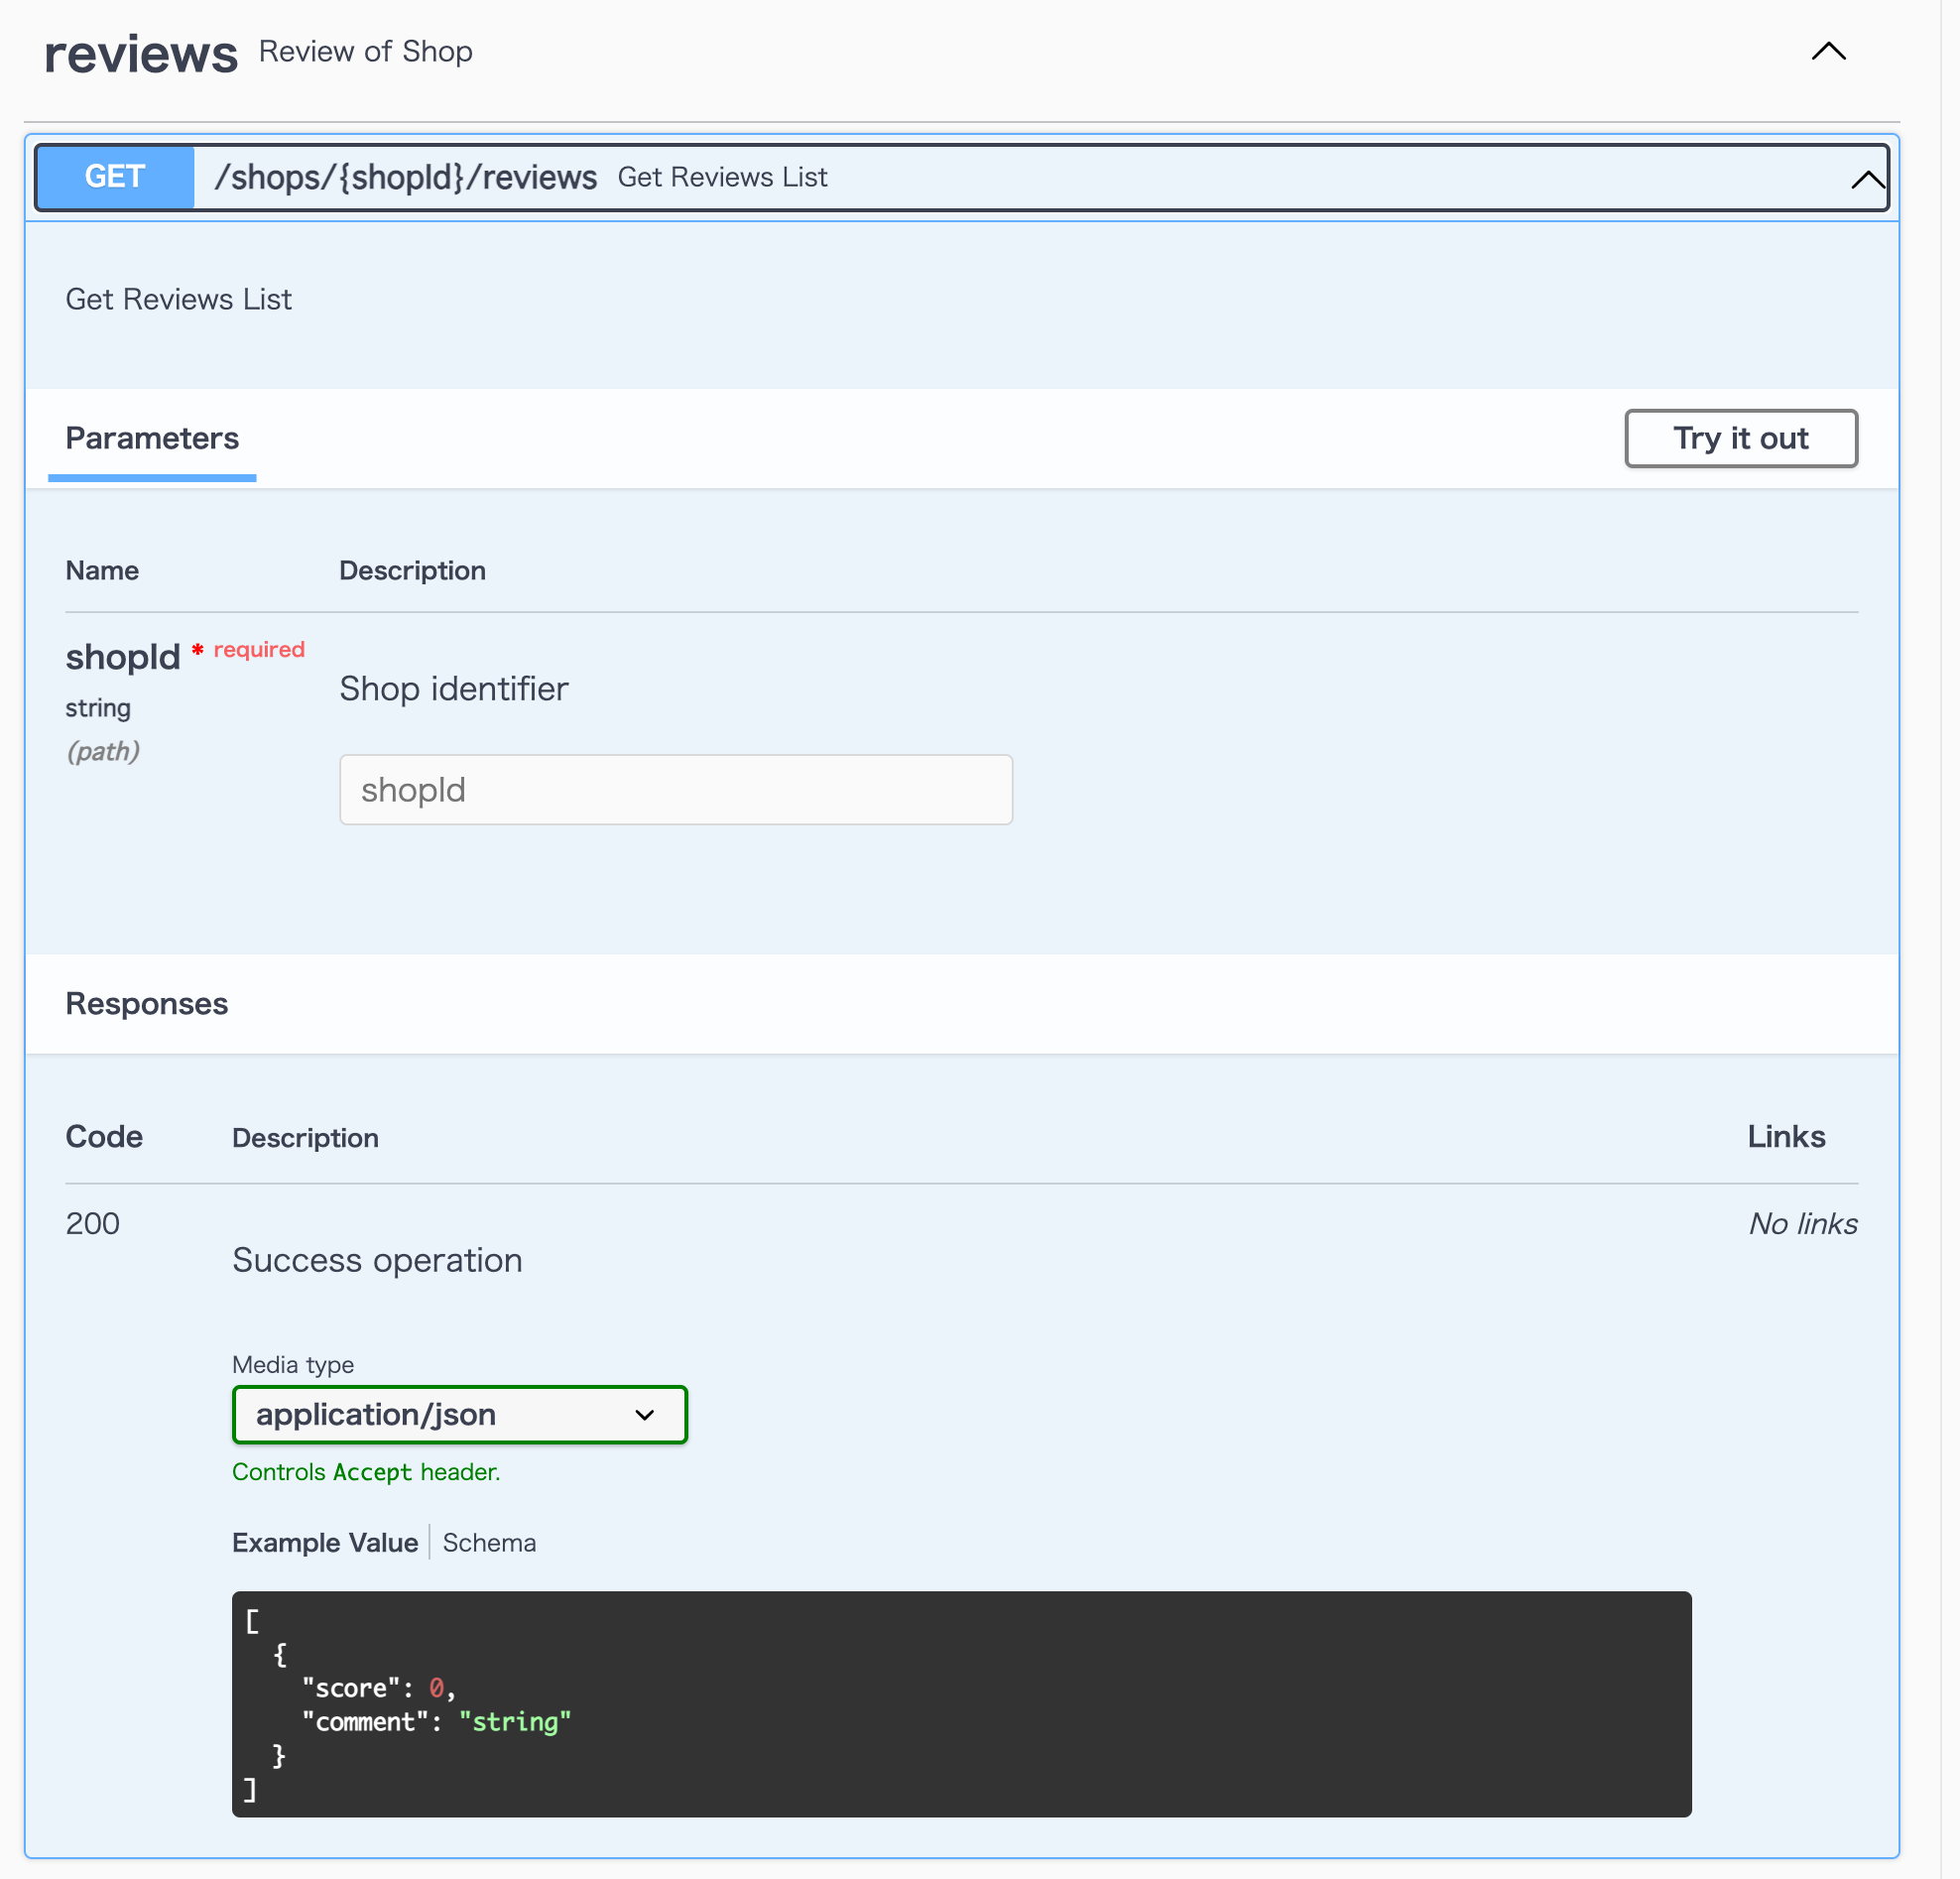 reviews Review of Shop
GET /shops/{shopId}/reviews Get Reviews List
Get Reviews List
Parameters Try it out
Name Description
shopId * required
string
(path)
Shop identifier
shopId
Responses
Code Description Links
200 No links
Success operation
Media type
application/json
Controls Accept header.
Example Value Schema
[
  {
    "score": 0,
    "comment": "string"
  }
]